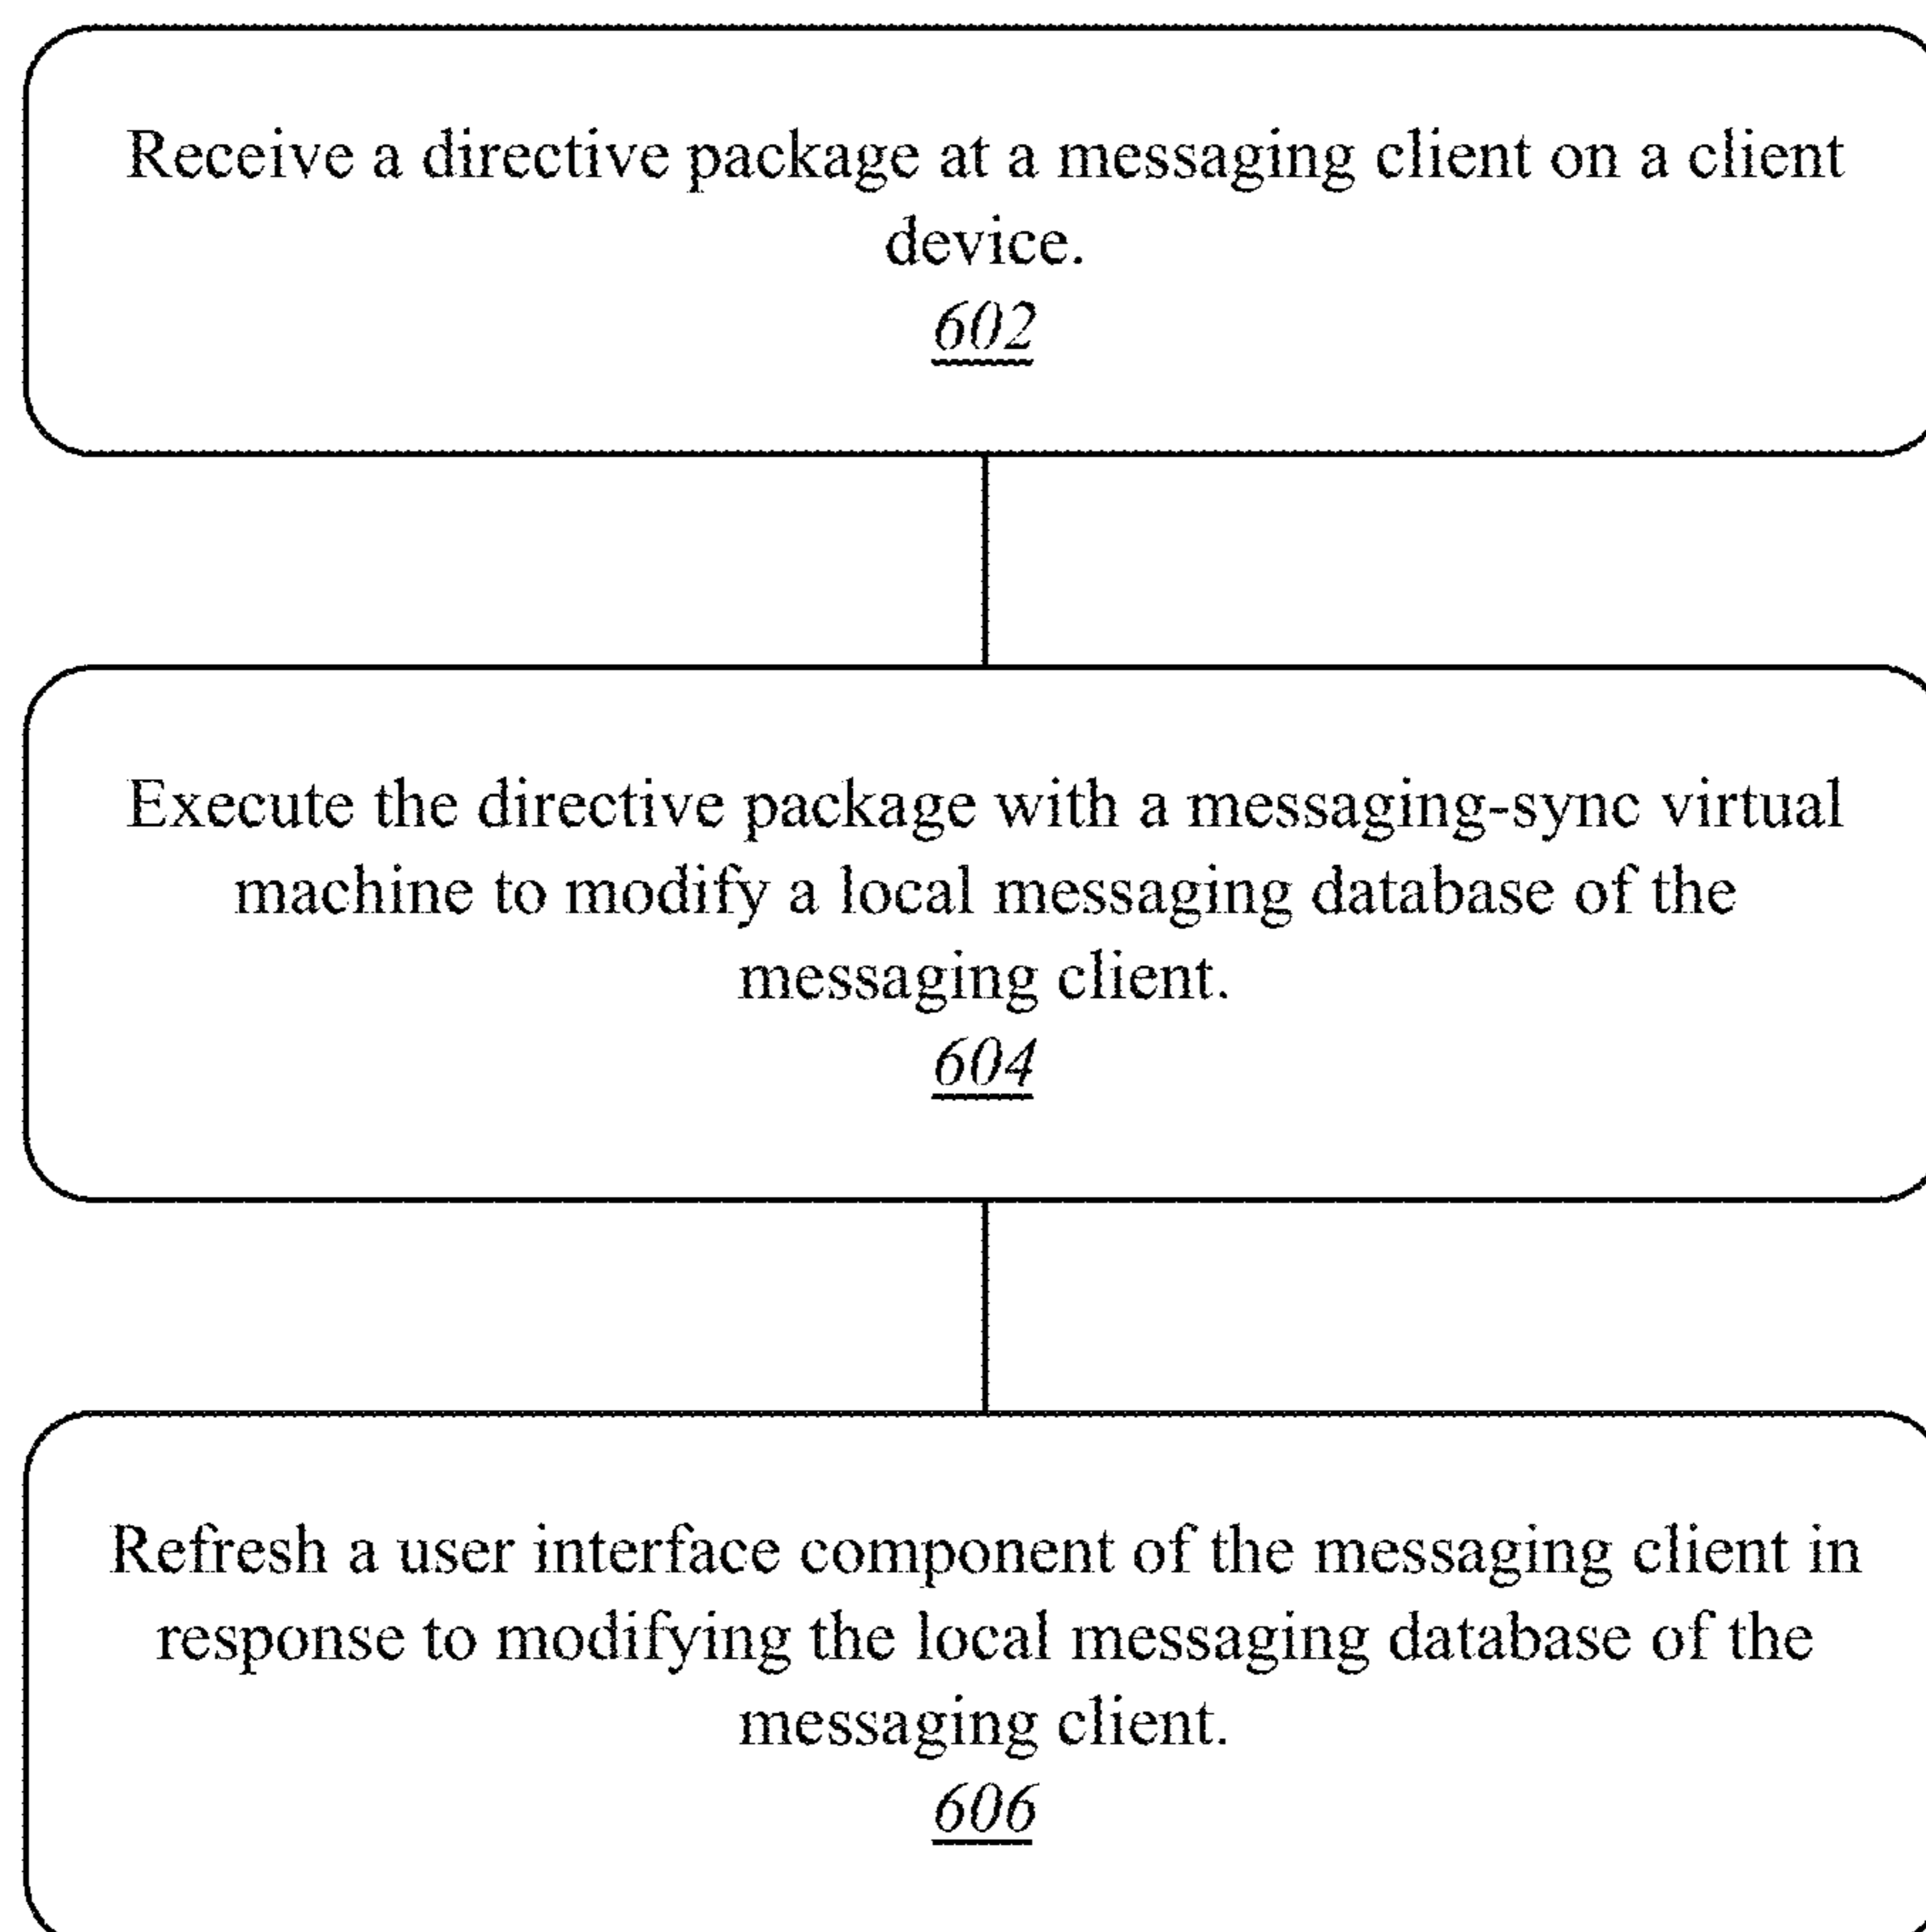 Receive a directive package at a messaging client on a client
device.
602
Execute the directive package with a messaging-sync virtual
machine to modify a local messaging database of the
messaging client.
604
Refresh a user interface component of the messaging client in
response to modifying the local messaging database of the
messaging client.
606